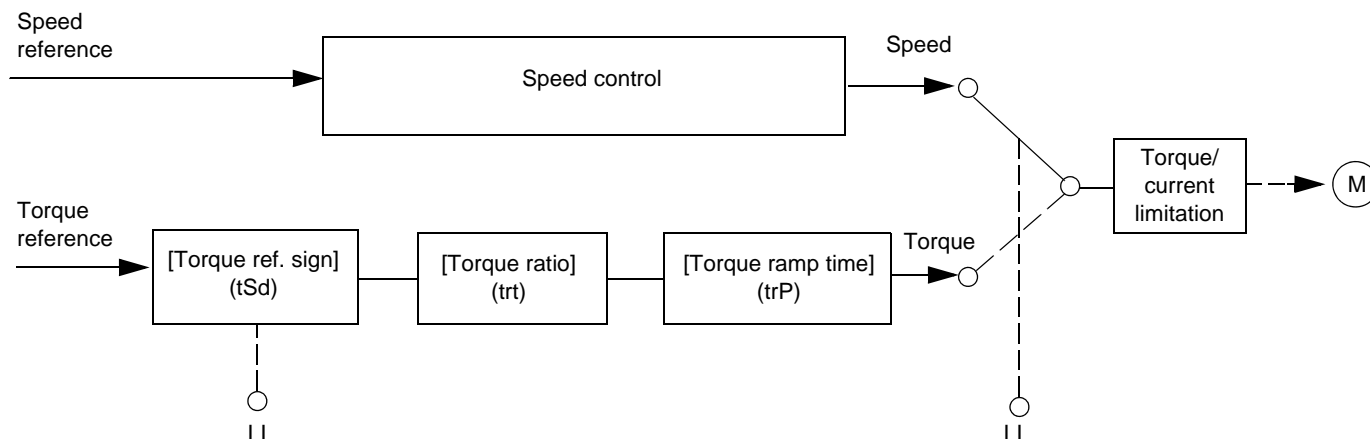 Speed
reference
Speed control
Speed
Torque/
current
limitation
M
Torque
reference
[Torque ref. sign]
(tSd)
[Torque ratio]
(trt)
[Torque ramp time]
(trP)
Torque